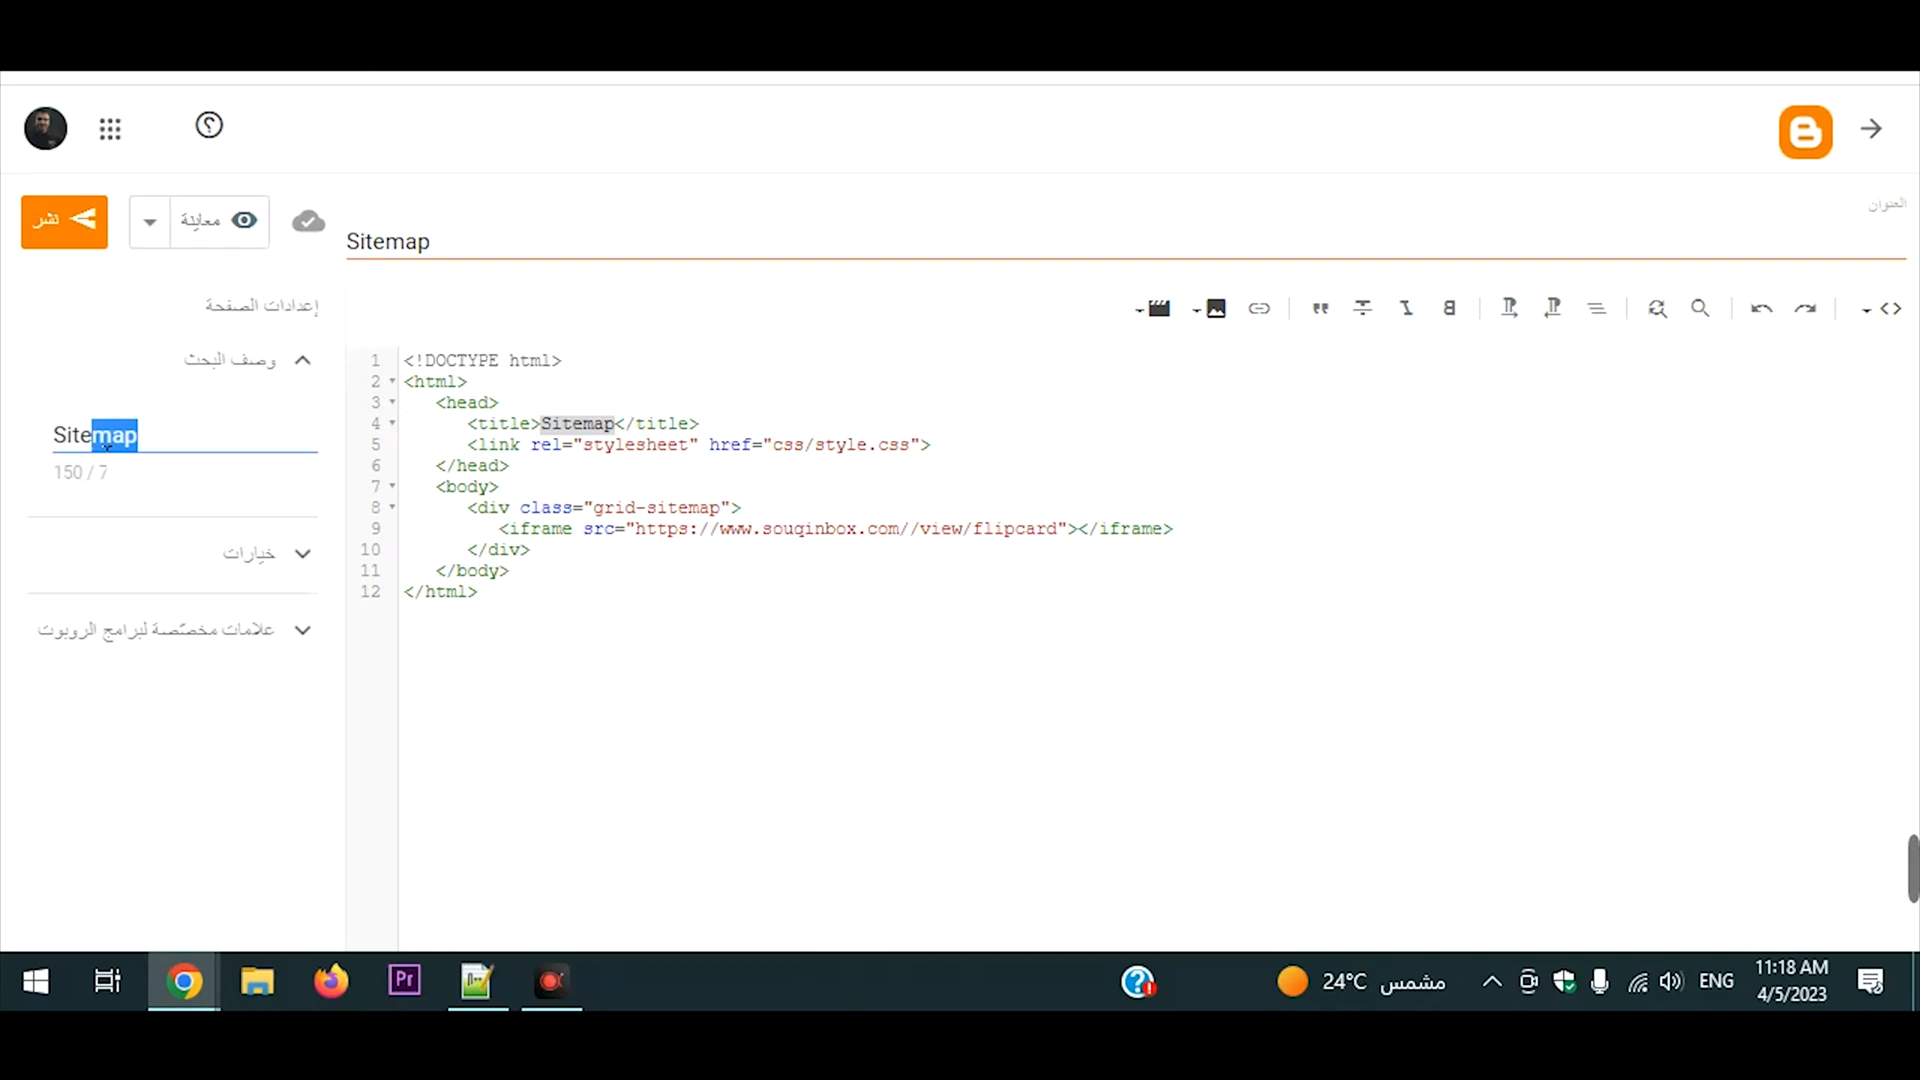 العنوان
Sitemap
نشر
معاينة
إعدادات الصفحة
وصف البحث
Sitemap
150 / 7
خيارات
علامات مخصّصة لبرامج الروبوت
1 <!DOCTYPE html>
2 <html>
3 <head>
4 <title>Sitemap</title>
5 <link rel="stylesheet" href="css/style.css">
6 </head>
7 <body>
8 <div class="grid-sitemap">
9 <iframe src="https://www.souqinbox.com//view/flipcard"></iframe>
10 </div>
11 </body>
12 </html>
Pr
24°C مشمس
ENG
11:18 AM
4/5/2023